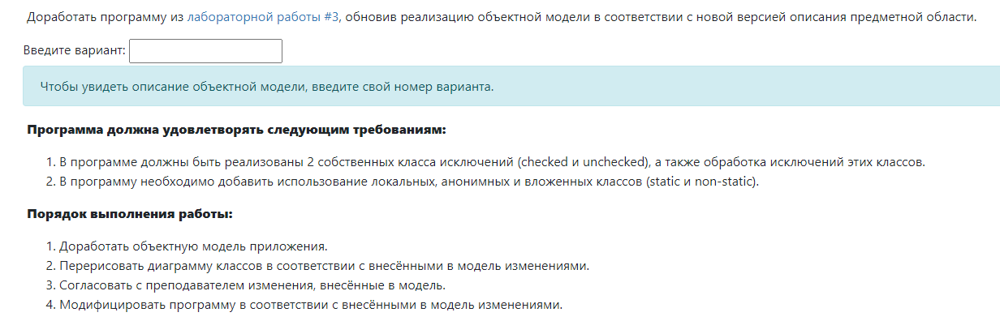 Доработать программу из лабораторной работы #3, обновив реализацию объектной модели в соответствии с новой версией описания предметной области.
Введите вариант:
Чтобы увидеть описание объектной модели, введите свой номер варианта.
Программа должна удовлетворять следующим требованиям:
1. В программе должны быть реализованы 2 собственных класса исключений (checked и unchecked), а также обработка исключений этих классов.
2. В программу необходимо добавить использование локальных, анонимных и вложенных классов (static и non-static).
Порядок выполнения работы:
1. Доработать объектную модель приложения.
2. Перерисовать диаграмму классов в соответствии с внесёнными в модель изменениями.
3. Согласовать с преподавателем изменения, внесённые в модель.
4. Модифицировать программу в соответствии с внесёнными в модель изменениями.